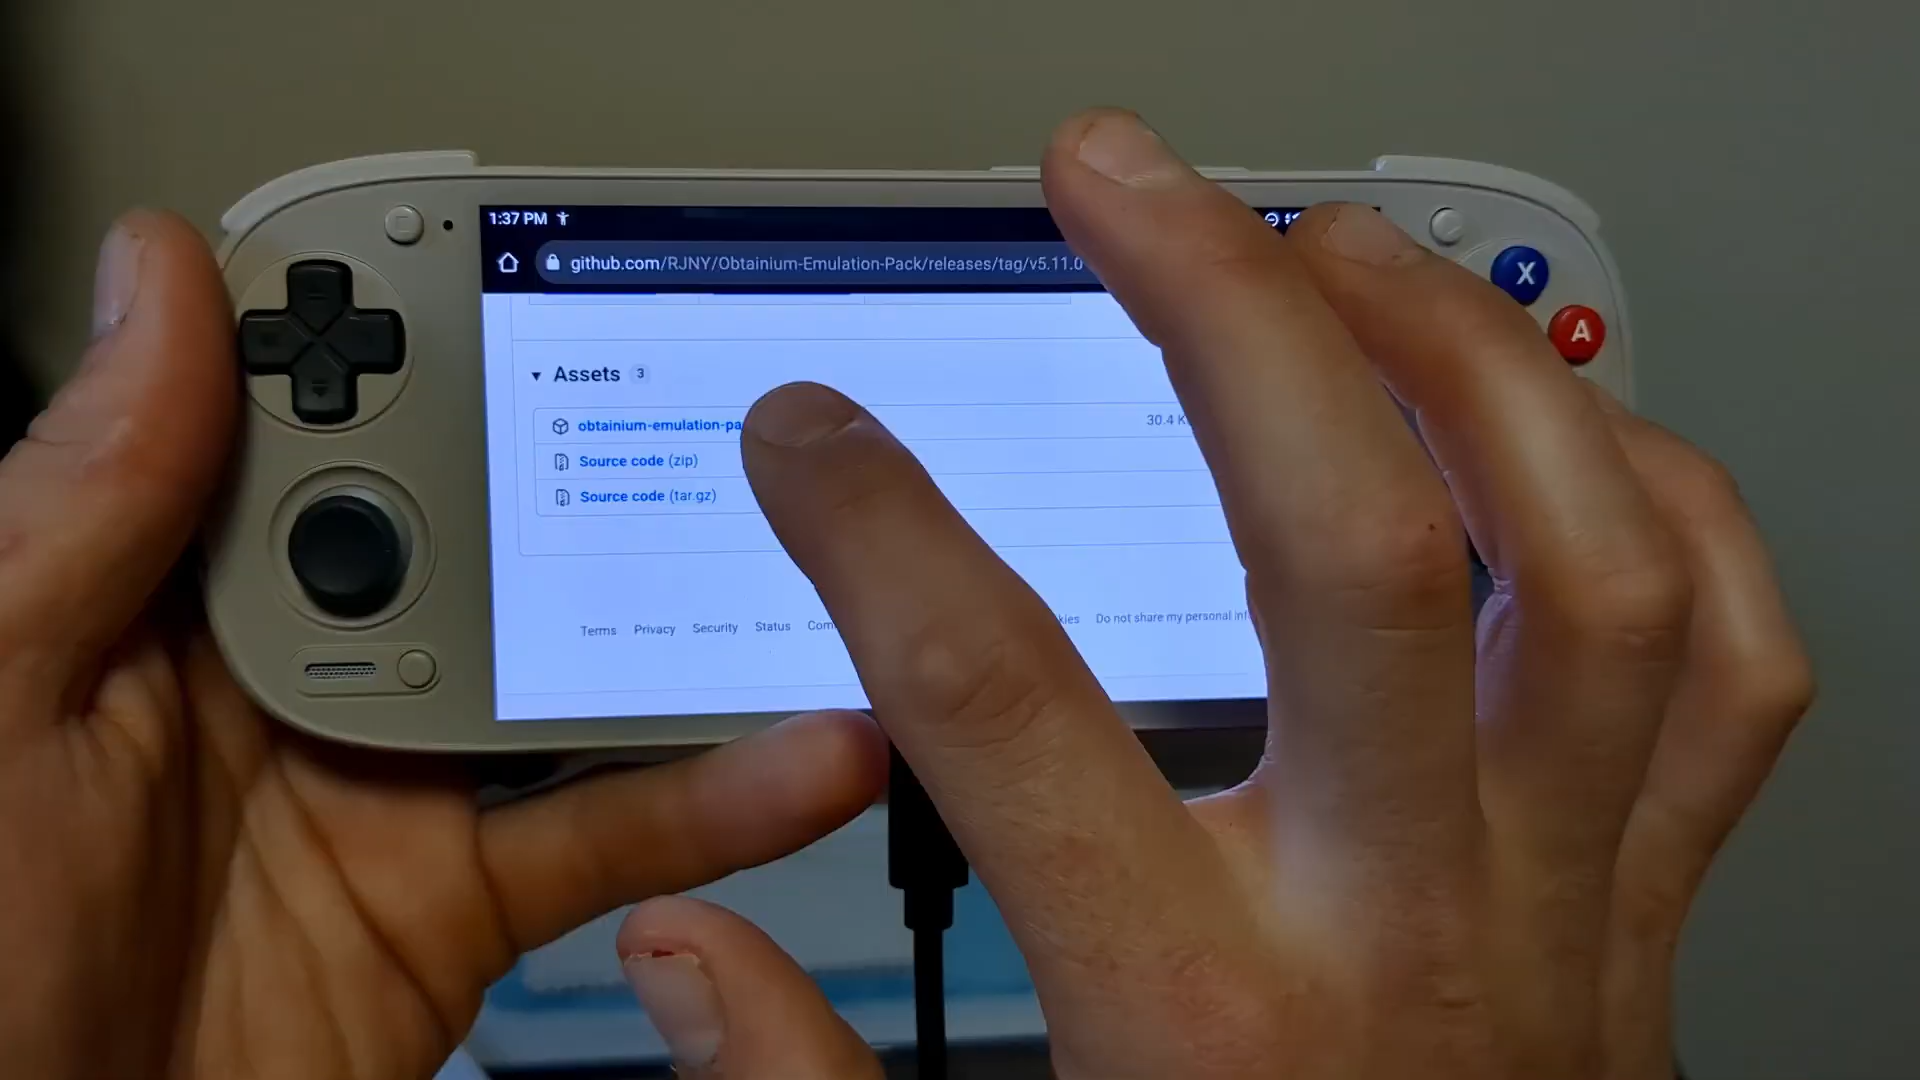 1:37 PM
github.com/RJNY/Obtainium-Emulation-Pack/releases/tag/v5.11.0
Assets 3
obtainium-emulation-pa
30.4 K
Source code (zip)
Source code (tar.gz)
Terms Privacy Security Status Com
kies Do not share my personal inf
X
A